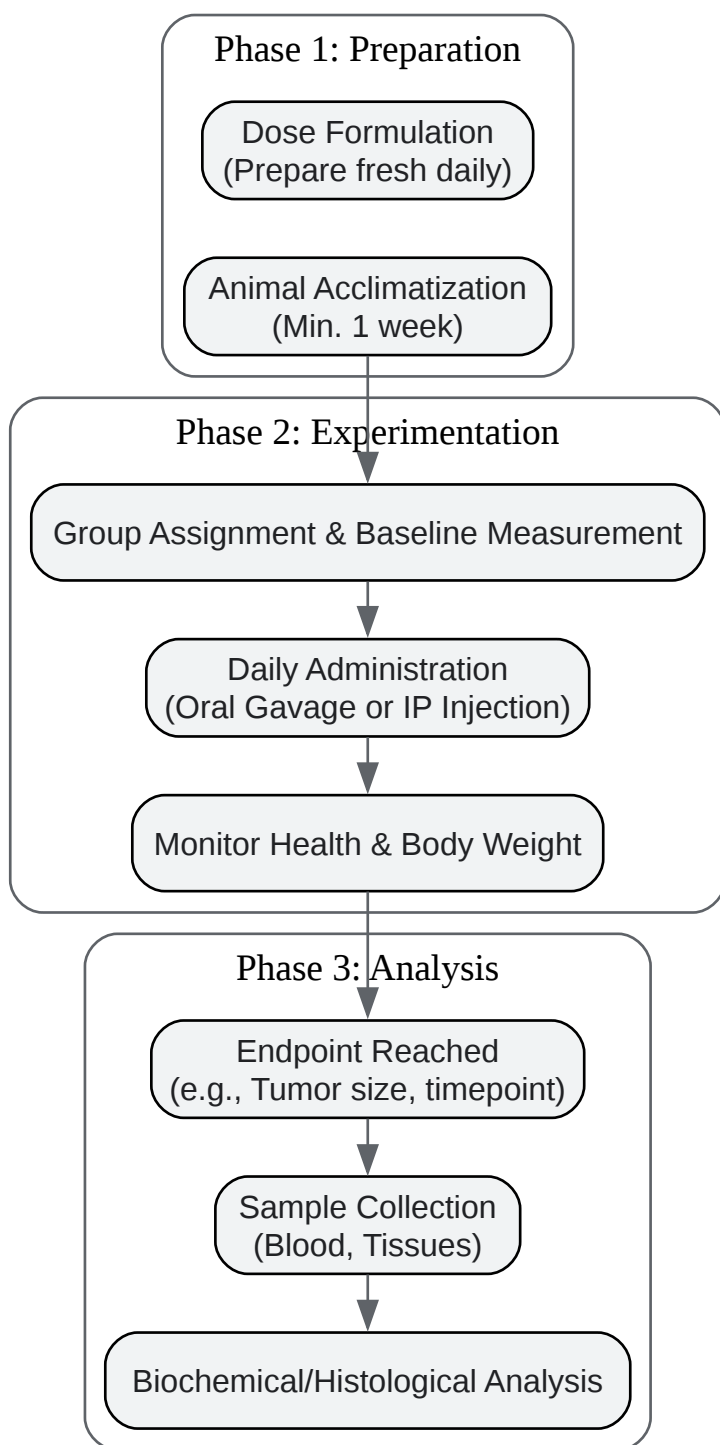 Phase 1: Preparation
Dose Formulation
(Prepare fresh daily)
Animal Acclimatization
(Min. 1 week)
Phase 2: Experimentation
Group Assignment & Baseline Measurement
Daily Administration
(Oral Gavage or IP Injection)
Monitor Health & Body Weight
Phase 3: Analysis
Endpoint Reached
(e.g., Tumor size, timepoint)
Sample Collection
(Blood, Tissues)
Biochemical/Histological Analysis